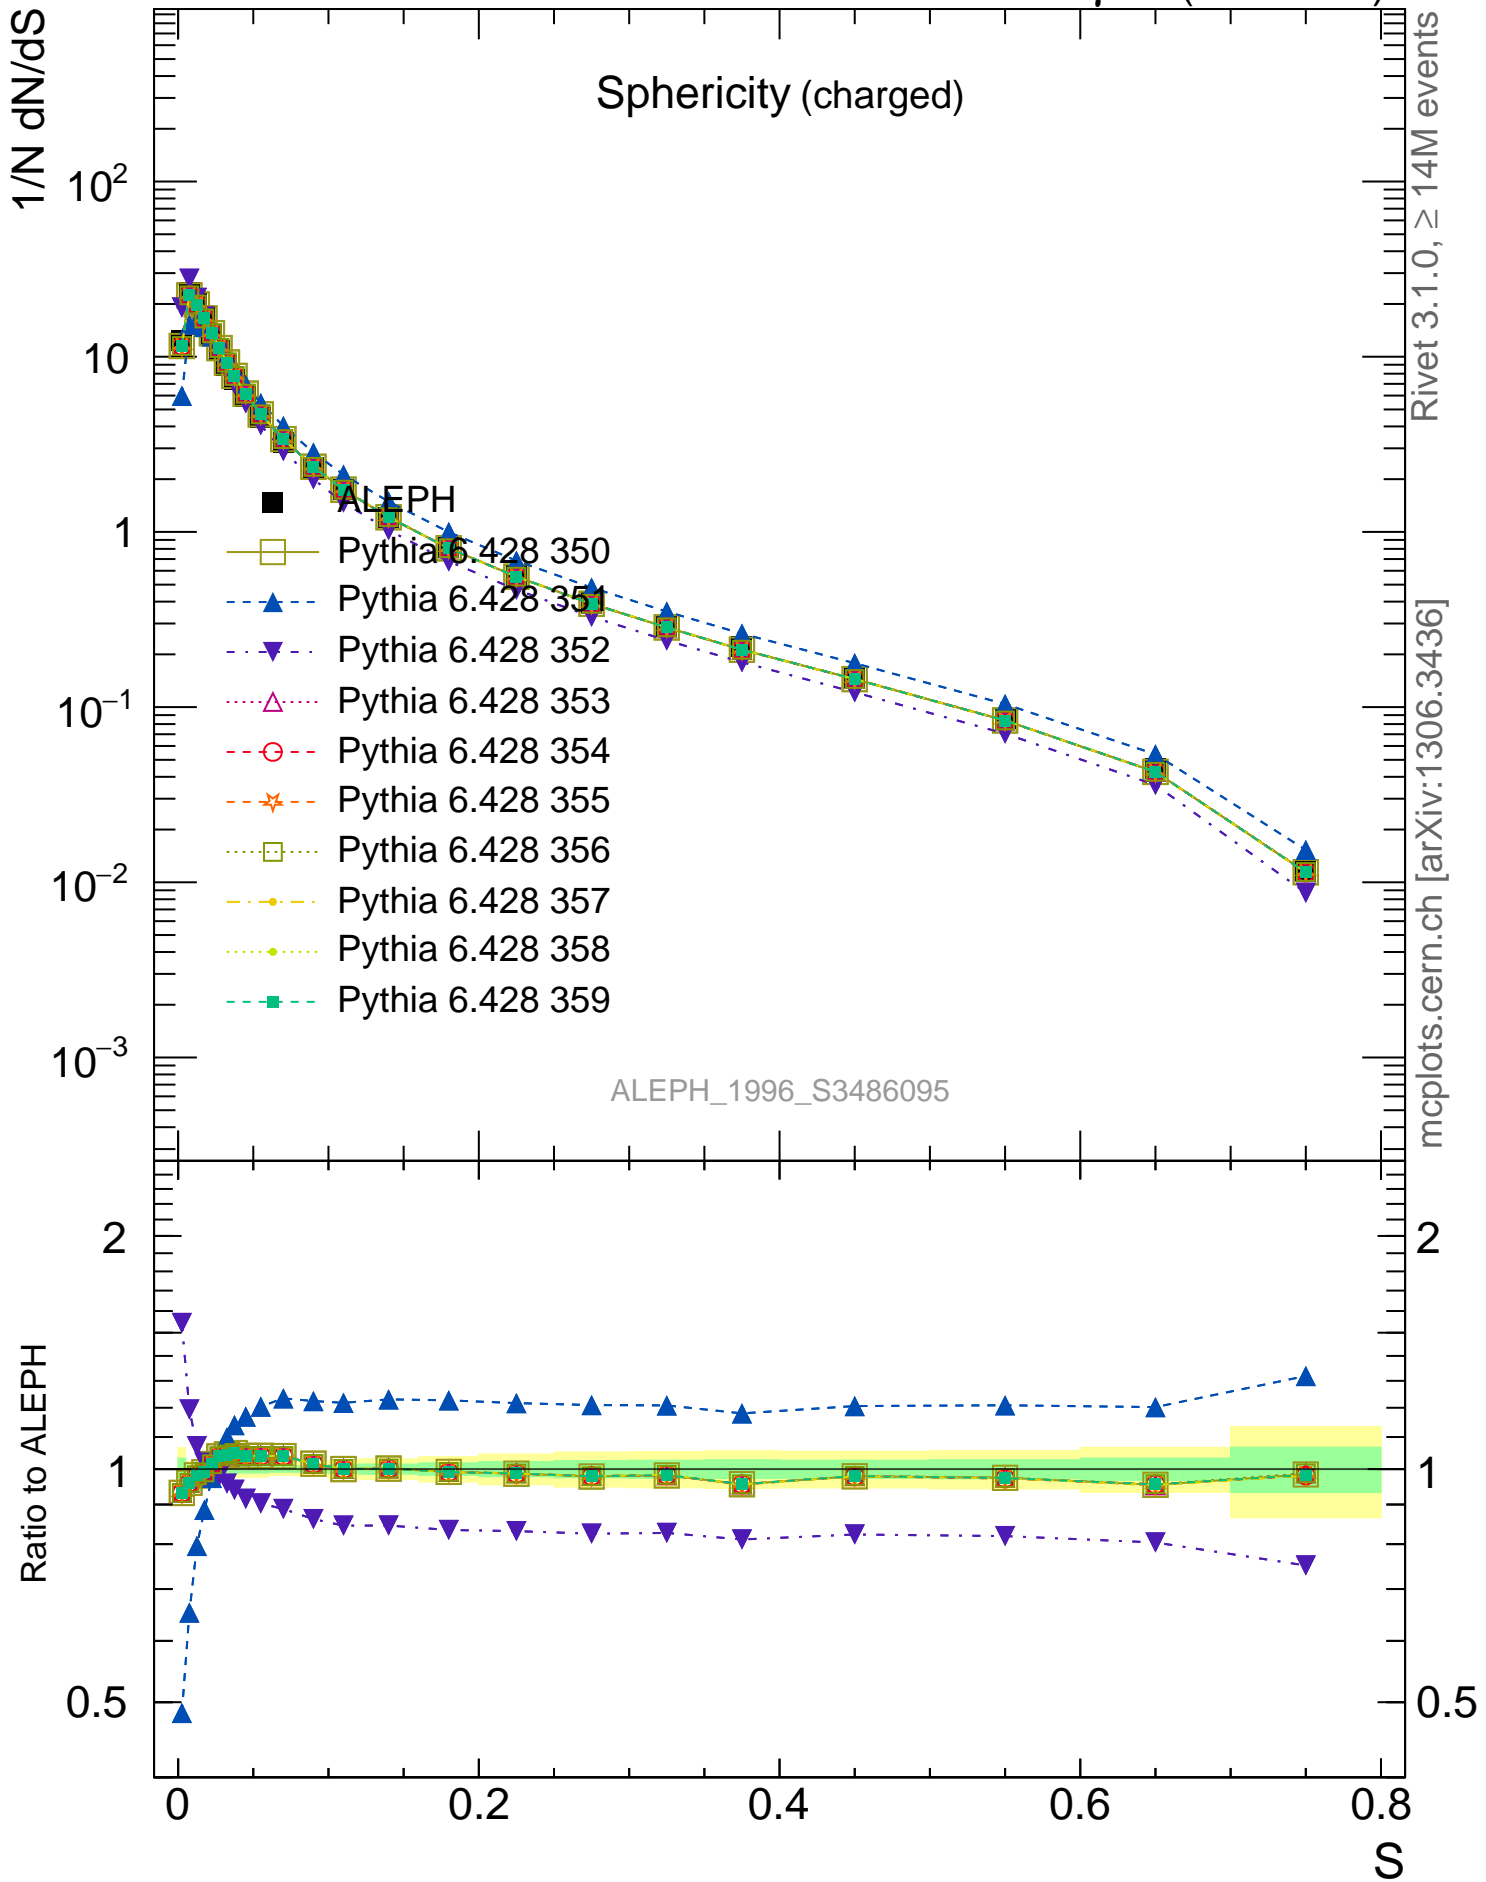 1/N dN/dS
Sphericity (charged)
10²
10
1
10⁻¹
10⁻²
10⁻³
ALEPH
Pythia 6.428 350
Pythia 6.428 351
Pythia 6.428 352
Pythia 6.428 353
Pythia 6.428 354
Pythia 6.428 355
Pythia 6.428 356
Pythia 6.428 357
Pythia 6.428 358
Pythia 6.428 359
ALEPH_1996_S3486095
Rivet 3.1.0, ≥ 14M events
mcplots.cern.ch [arXiv:1306.3436]
Ratio to ALEPH
2
1
0.5
2
1
0.5
0
0.2
0.4
0.6
0.8
S